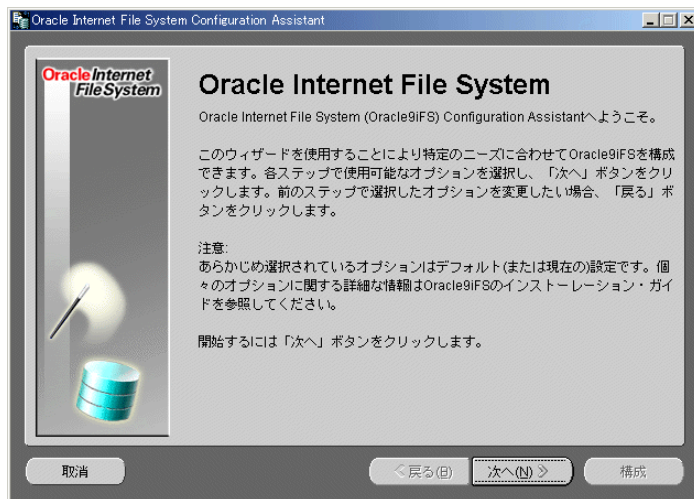 Oracle Internet File System Configuration Assistant
Oracle Internet
File System
Oracle Internet File System
Oracle Internet File System (Oracle9iFS) Configuration Assistantへようこそ。
このウィザードを使用することにより特定のニーズに合わせてOracle9iFSを構成
できます。各ステップで使用可能なオプションを選択し、「次へ」ボタンをクリ
ックします。前のステップで選択したオプションを変更したい場合、「戻る」ボ
タンをクリックします。
注意:
あらかじめ選択されているオプションはデフォルト(または現在の)設定です。個
々のオプションに関する詳細な情報はOracle9iFSのインストーレーション・ガイ
ドを参照してください。
開始するには「次へ」ボタンをクリックします。
取消
戻る(B)
次へ(N)
構成